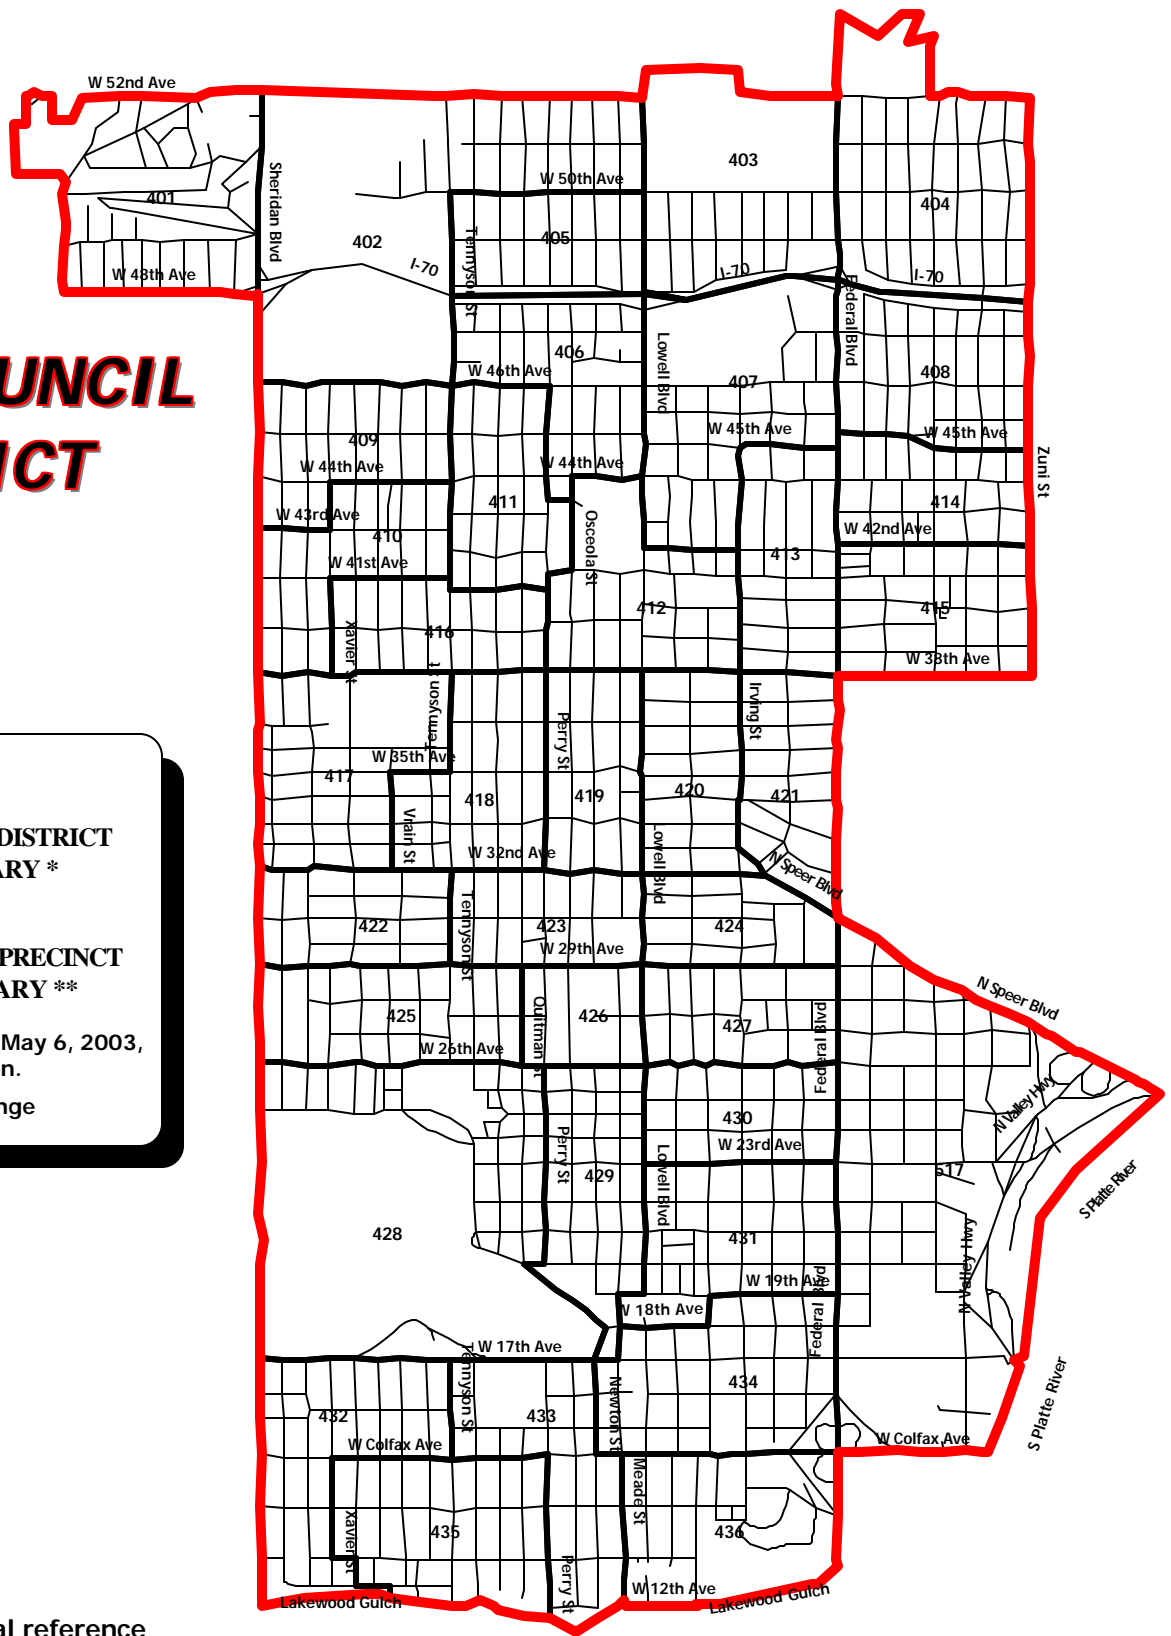 W 52nd Ave
403
W 50th Ave
Sheridan Blvd
401
404
402
Tennyson St
405
I-70
I-70
I-70
W 48th Ave
Federal Blvd
UNCIL
406
Lowell Blvd
W 46th Ave
407
408
W 45th Ave
W 45th Ave
ICT
409
W 44th Ave
W 44th Ave
Zuni St
411
414
W 43rd Ave
Osceola St
W 42nd Ave
410
413
W 41st Ave
412
415
Xavier St
416
W 38th Ave
Tennyson St
Perry St
Irving St
W 35th Ave
417
418
419
420
421
DISTRICT
Vrain St
Lowell Blvd
W 32nd Ave
N Speer Blvd
ARY *
Tennyson St
422
423
424
W 29th Ave
PRECINCT
ARY **
N Speer Blvd
Quitman St
425
426
427
Federal Blvd
May 6, 2003,
W 26th Ave
n.
nge
N Valley Hwy
430
Perry St
W 23rd Ave
Lowell Blvd
429
517
S Platte River
428
431
N Valley Hwy
W 19th Ave
Federal Blvd
W 18th Ave
W 17th Ave
Tennyson St
434
Newton St
S Platte River
432
433
W Colfax Ave
W Colfax Ave
Meade St
Xavier St
435
436
Perry St
W 12th Ave
Lakewood Gulch
Lakewood Gulch
al reference